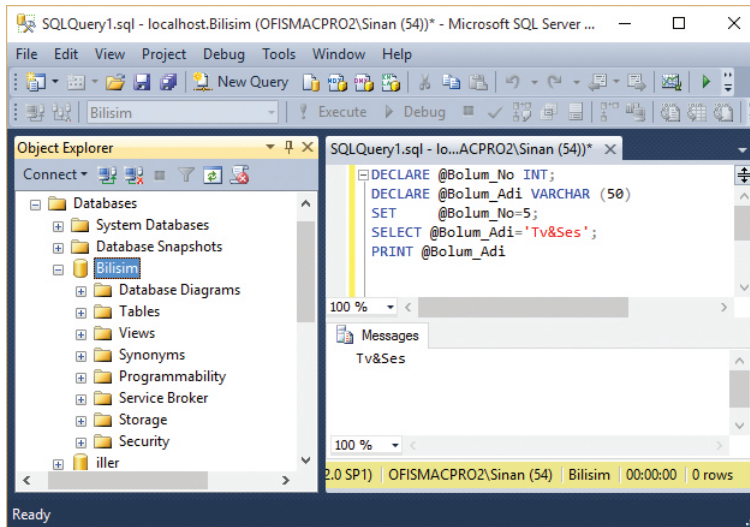 SQLQuery1.sql - localhost.Bilisim (OFISMACPRO2\Sinan (54))* - Microsoft SQL Server ...
File Edit View Project Debug Tools Window Help
New Query
Bilisim
Execute Debug
Object Explorer
Connect
Databases
System Databases
Database Snapshots
Bilisim
Database Diagrams
Tables
Views
Synonyms
Programmability
Service Broker
Storage
Security
iller
SQLQuery1.sql - lo...ACPRO2\Sinan (54))*
DECLARE @Bolum_No INT;
DECLARE @Bolum_Adi VARCHAR (50)
SET @Bolum_No=5;
SELECT @Bolum_Adi='Tv&Ses';
PRINT @Bolum_Adi
100 %
Messages
Tv&Ses
100 %
2.0 SP1) OFISMACPRO2\Sinan (54) Bilisim 00:00:00 0 rows
Ready